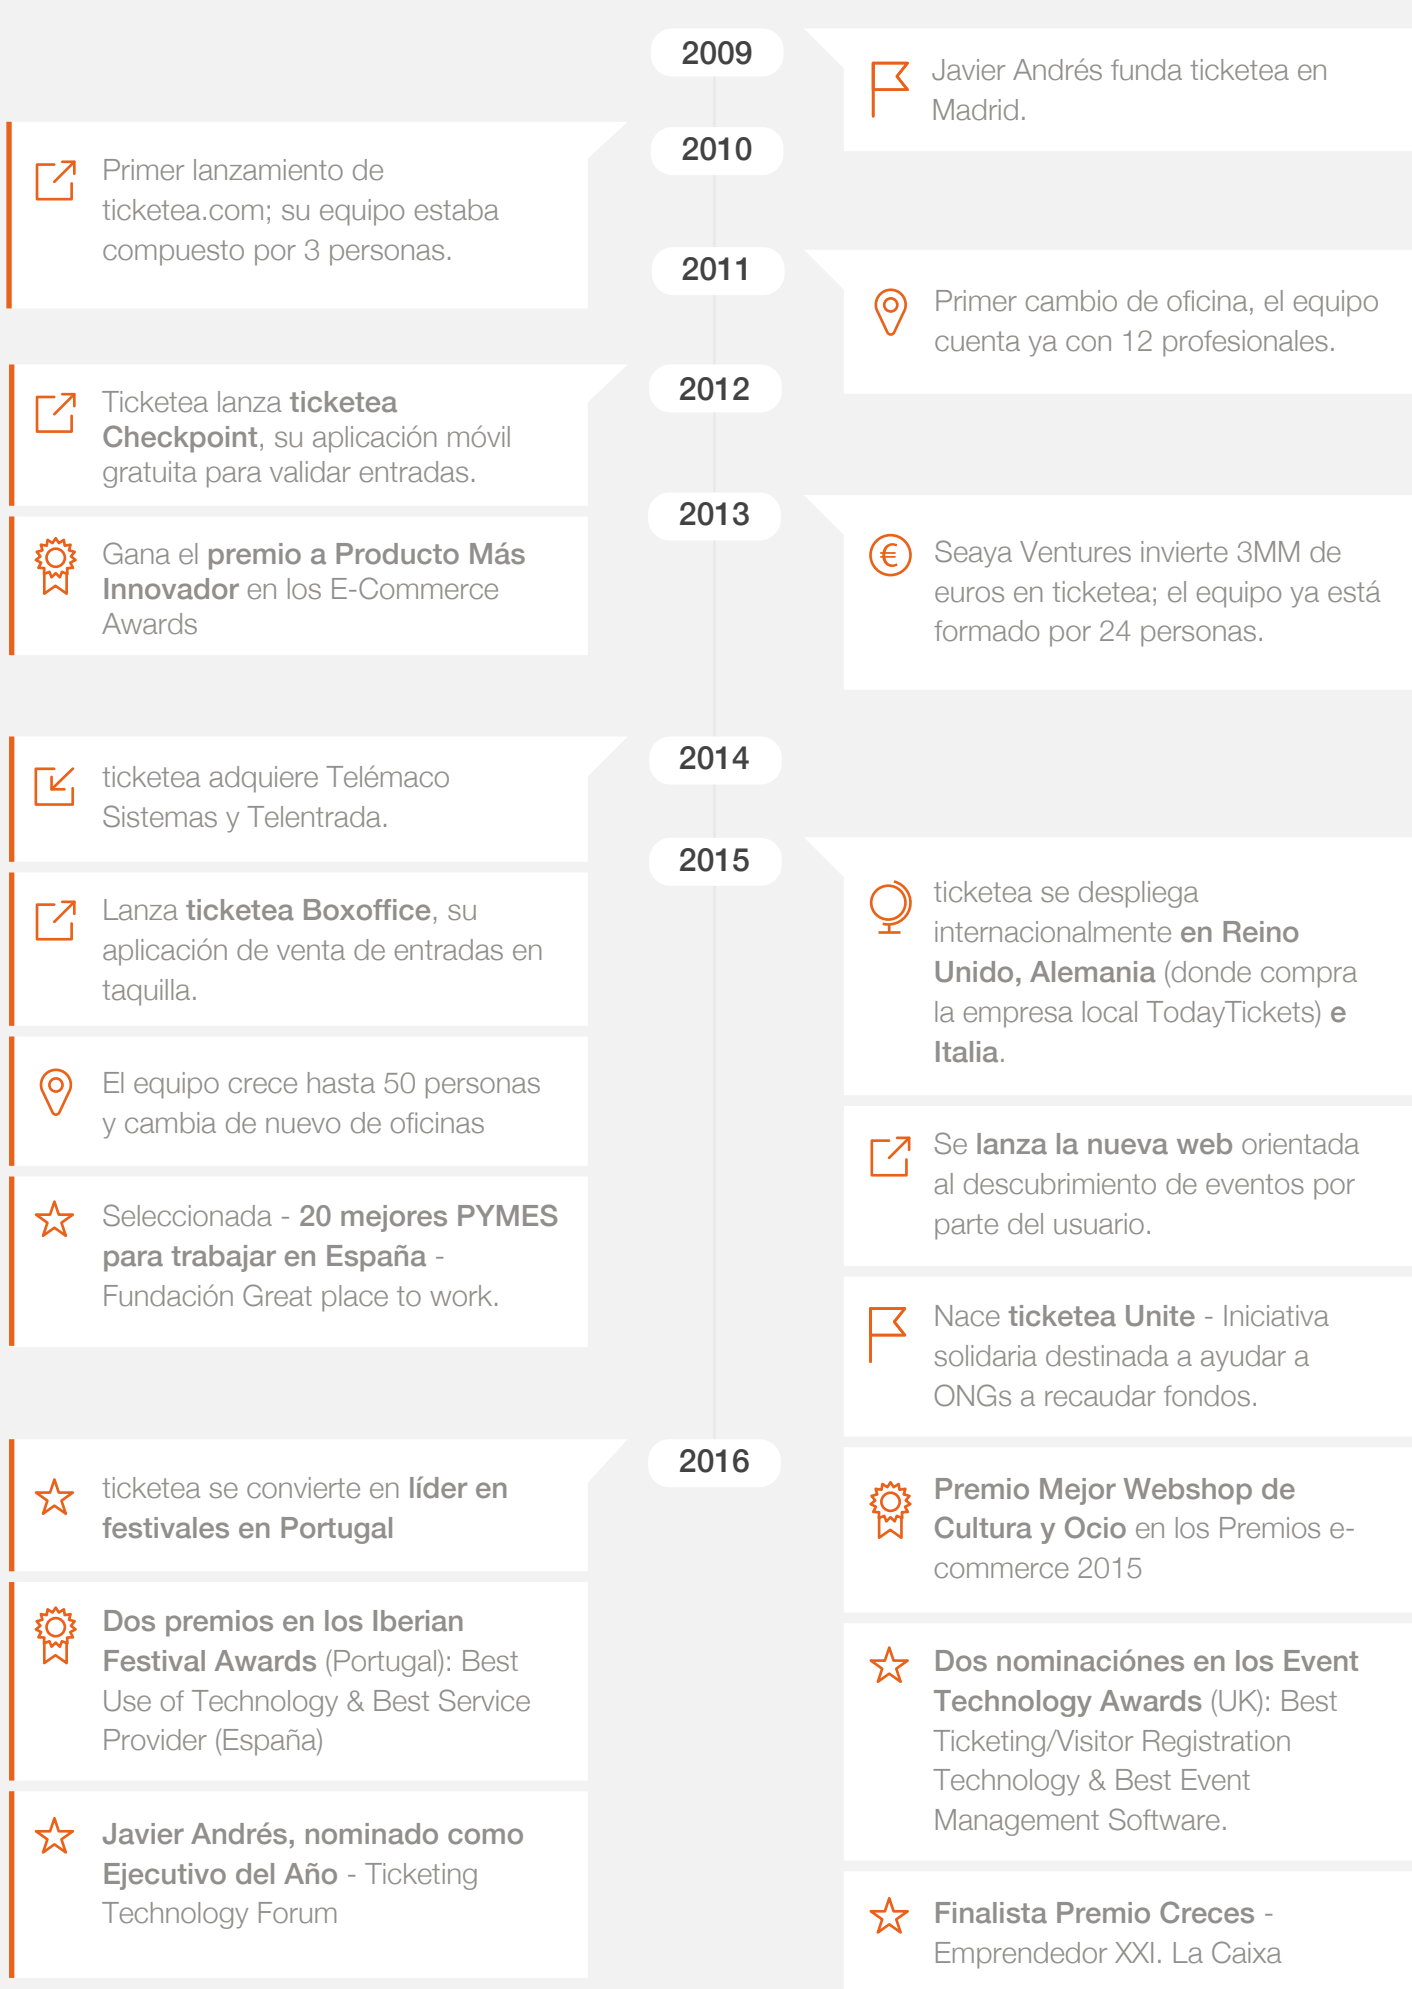 2009
Javier Andrés funda ticketea en
Madrid.
2010
Primer lanzamiento de
ticketea.com; su equipo estaba
compuesto por 3 personas.
2011
Primer cambio de oficina, el equipo
cuenta ya con 12 profesionales.
2012
Ticketea lanza ticketea
Checkpoint, su aplicación móvil
gratuita para validar entradas.
Gana el premio a Producto Más
Innovador en los E-Commerce
Awards
2013
Seaya Ventures invierte 3MM de
euros en ticketea; el equipo ya está
formado por 24 personas.
2014
ticketea adquiere Telémaco
Sistemas y Telentrada.
Lanza ticketea Boxoffice, su
aplicación de venta de entradas en
taquilla.
El equipo crece hasta 50 personas
y cambia de nuevo de oficinas
Seleccionada - 20 mejores PYMES
para trabajar en España -
Fundación Great place to work.
2015
ticketea se despliega
internacionalmente en Reino
Unido, Alemania (donde compra
la empresa local TodayTickets) e
Italia.
Se lanza la nueva web orientada
al descubrimiento de eventos por
parte del usuario.
Nace ticketea Unite - Iniciativa
solidaria destinada a ayudar a
ONGs a recaudar fondos.
Premio Mejor Webshop de
Cultura y Ocio en los Premios e-
commerce 2015
Dos nominaciónes en los Event
Technology Awards (UK): Best
Ticketing/Visitor Registration
Technology & Best Event
Management Software.
Finalista Premio Creces -
Emprendedor XXI. La Caixa
2016
ticketea se convierte en líder en
festivales en Portugal
Dos premios en los Iberian
Festival Awards (Portugal): Best
Use of Technology & Best Service
Provider (España)
Javier Andrés, nominado como
Ejecutivo del Año - Ticketing
Technology Forum